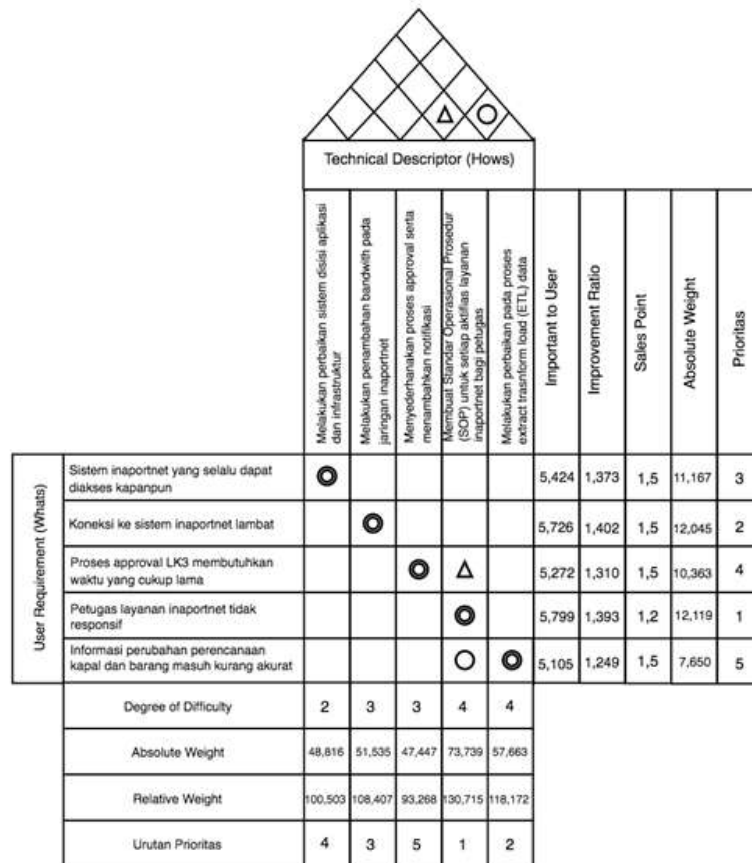 Technical Descriptor (Hows)
Melakukan perbaikan sistem disisi aplikasi
dan infrastruktur
Melakukan penambahan bandwith pada
jaringan inaportnet
Menyederhanakan proses approval serta
menambahkan notifikasi
Membuat Standar Operasional Prosedur
(SOP) untuk setiap aktifias layanan
inaportnet bagi petugas
Melakukan perbaikan pada proses
extract trasnform load (ETL) data
Important to User
Improvement Ratio
Sales Point
Absolute Weight
Prioritas
User Requirement (Whats)
Sistem inaportnet yang selalu dapat
diakses kapanpun
5,424 1,373 1,5 11,167 3
Koneksi ke sistem inaportnet lambat
5,726 1,402 1,5 12,045 2
Proses approval LK3 membutuhkan
waktu yang cukup lama
5,272 1,310 1,5 10,363 4
Petugas layanan inaportnet tidak
responsif
5,799 1,393 1,2 12,119 1
Informasi perubahan perencanaan
kapal dan barang masuh kurang akurat
5,105 1,249 1,5 7,650 5
Degree of Difficulty 2 3 3 4 4
Absolute Weight 48,816 51,535 47,447 73,739 57,663
Relative Weight 100,503 108,407 93,268 130,715 118,172
Urutan Prioritas 4 3 5 1 2